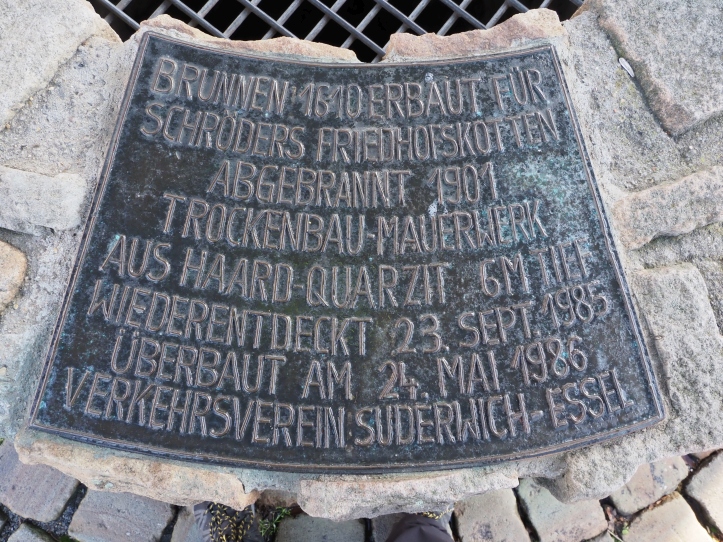 BRUNNEN 1610 ERBAUT FÜR
SCHRÖDERS FRIEDHOFSKOTTEN
ABGEBRANNT 1901
TROCKENBAU-MAUERWERK
AUS HAARD-QUARZIT 6M TIEF
WIEDERENTDECKT 23. SEPT 1985
ÜBERBAUT AM 24. MAI 1986
VERKEHRSVEREIN SUDERWICH-ESSEL